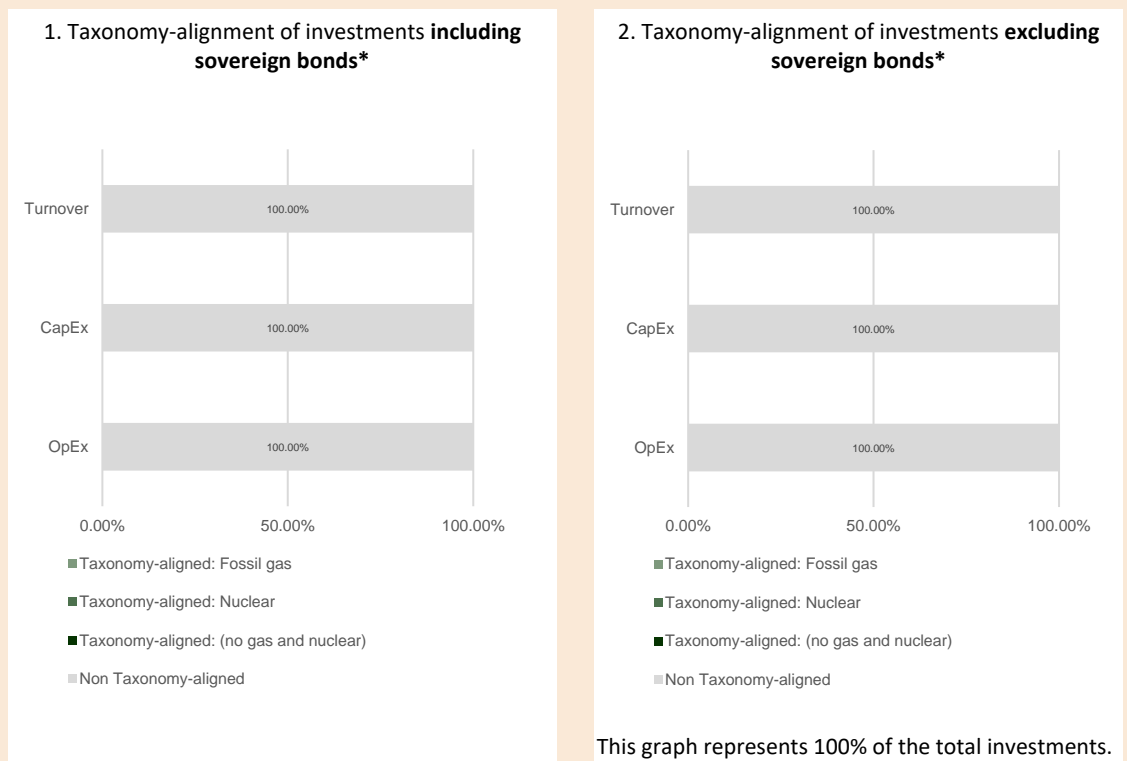 1. Taxonomy-alignment of investments including
sovereign bonds*
Turnover
100.00%
CapEx
100.00%
OpEx
100.00%
0.00% 50.00% 100.00%
Taxonomy-aligned: Fossil gas
Taxonomy-aligned: Nuclear
Taxonomy-aligned: (no gas and nuclear)
Non Taxonomy-aligned
2. Taxonomy-alignment of investments excluding
sovereign bonds*
Turnover
100.00%
CapEx
100.00%
OpEx
100.00%
0.00% 50.00% 100.00%
Taxonomy-aligned: Fossil gas
Taxonomy-aligned: Nuclear
Taxonomy-aligned: (no gas and nuclear)
Non Taxonomy-aligned
This graph represents 100% of the total investments.